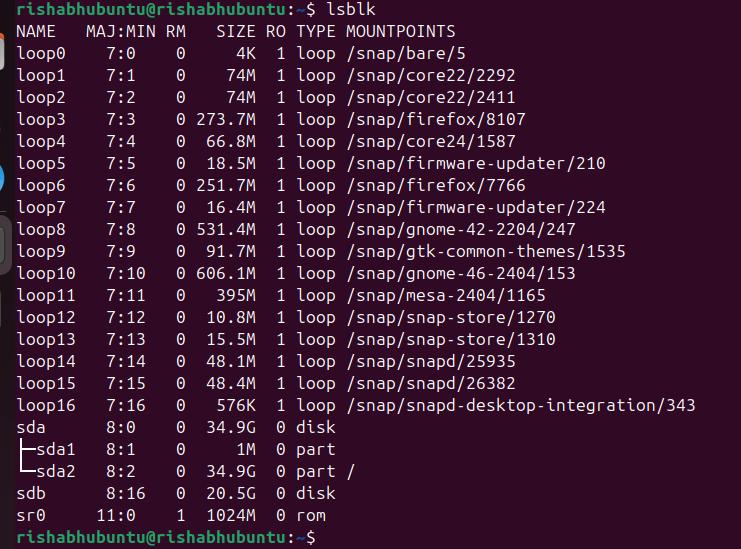 rishabhubuntu@rishabhubuntu:~$ lsblk
NAME   MAJ:MIN RM   SIZE RO TYPE MOUNTPOINTS
loop0    7:0    0     4K  1 loop /snap/bare/5
loop1    7:1    0    74M  1 loop /snap/core22/2292
loop2    7:2    0    74M  1 loop /snap/core22/2411
loop3    7:3    0 273.7M  1 loop /snap/firefox/8107
loop4    7:4    0  66.8M  1 loop /snap/core24/1587
loop5    7:5    0  18.5M  1 loop /snap/firmware-updater/210
loop6    7:6    0 251.7M  1 loop /snap/firefox/7766
loop7    7:7    0  16.4M  1 loop /snap/firmware-updater/224
loop8    7:8    0 531.4M  1 loop /snap/gnome-42-2204/247
loop9    7:9    0  91.7M  1 loop /snap/gtk-common-themes/1535
loop10   7:10   0 606.1M  1 loop /snap/gnome-46-2404/153
loop11   7:11   0   395M  1 loop /snap/mesa-2404/1165
loop12   7:12   0  10.8M  1 loop /snap/snap-store/1270
loop13   7:13   0  15.5M  1 loop /snap/snap-store/1310
loop14   7:14   0  48.1M  1 loop /snap/snapd/25935
loop15   7:15   0  48.4M  1 loop /snap/snapd/26382
loop16   7:16   0   576K  1 loop /snap/snapd-desktop-integration/343
sda      8:0    0  34.9G  0 disk
├─sda1   8:1    0     1M  0 part
└─sda2   8:2    0  34.9G  0 part /
sdb      8:16   0  20.5G  0 disk
sr0     11:0    1  1024M  0 rom
rishabhubuntu@rishabhubuntu:~$